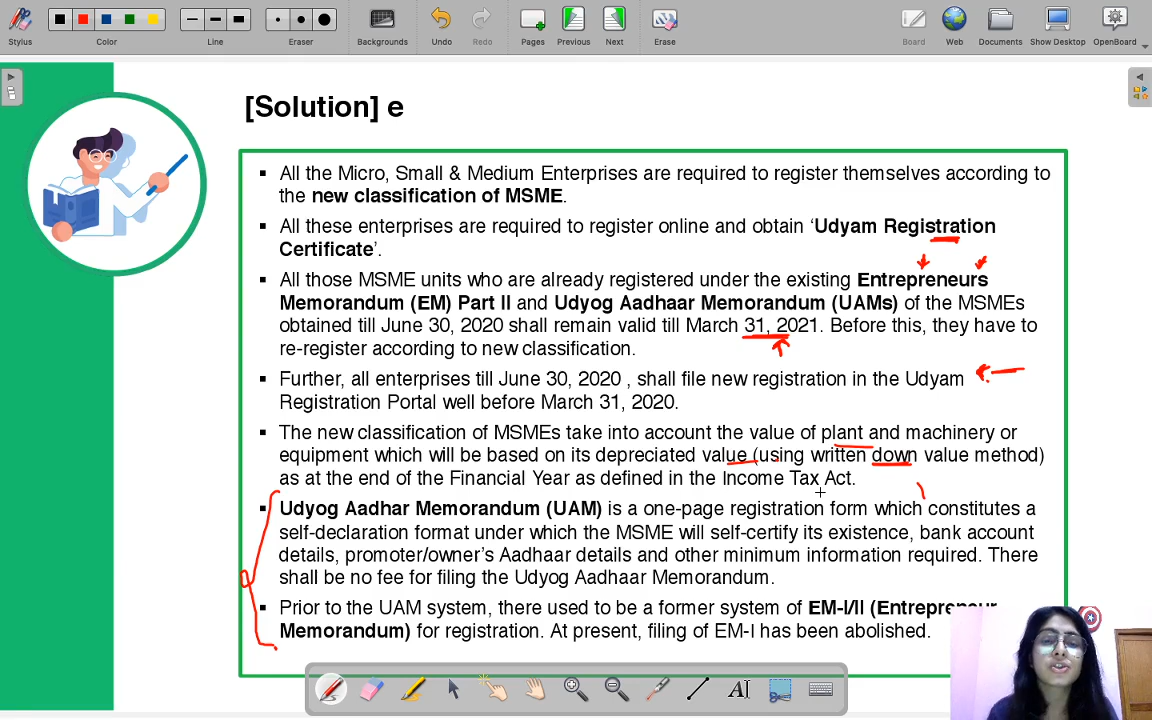 Stylus Color Line Eraser Backgrounds Undo Redo Pages Previous Next Erase Board Web Documents Show Desktop OpenBoard
[Solution] e
▪ All the Micro, Small & Medium Enterprises are required to register themselves according to
the new classification of MSME.
▪ All these enterprises are required to register online and obtain ‘Udyam Registration
Certificate’.
▪ All those MSME units who are already registered under the existing Entrepreneurs
Memorandum (EM) Part II and Udyog Aadhaar Memorandum (UAMs) of the MSMEs
obtained till June 30, 2020 shall remain valid till March 31, 2021. Before this, they have to
re-register according to new classification.
▪ Further, all enterprises till June 30, 2020 , shall file new registration in the Udyam
Registration Portal well before March 31, 2020.
▪ The new classification of MSMEs take into account the value of plant and machinery or
equipment which will be based on its depreciated value (using written down value method)
as at the end of the Financial Year as defined in the Income Tax Act.
▪ Udyog Aadhar Memorandum (UAM) is a one-page registration form which constitutes a
self-declaration format under which the MSME will self-certify its existence, bank account
details, promoter/owner’s Aadhaar details and other minimum information required. There
shall be no fee for filing the Udyog Aadhaar Memorandum.
▪ Prior to the UAM system, there used to be a former system of EM-I/II (Entrepreneur
Memorandum) for registration. At present, filing of EM-I has been abolished.